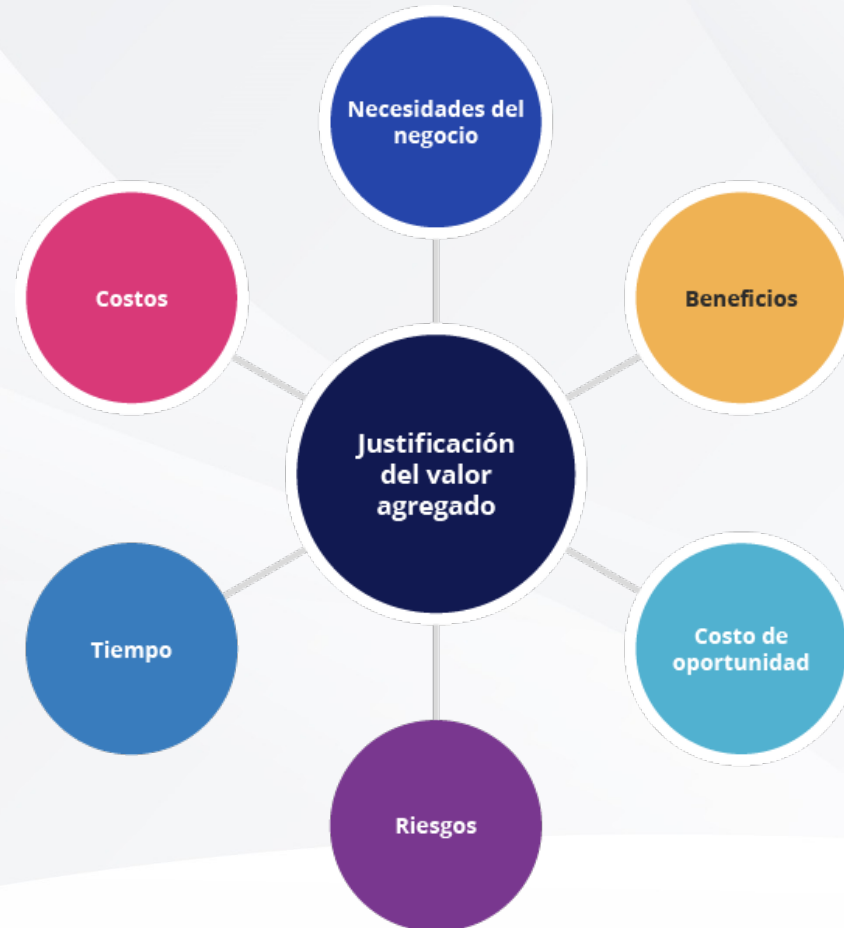 Necesidades del
negocio
Costos
Beneficios
Justificación
del valor
agregado
Tiempo
Costo de
oportunidad
Riesgos